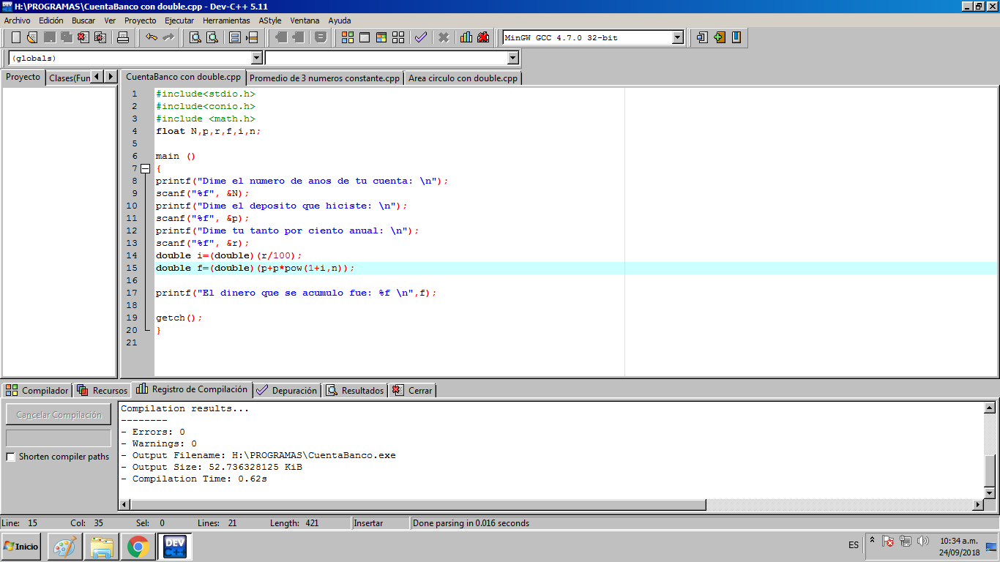 H:\PROGRAMAS\CuentaBanco con double.cpp - Dev-C++ 5.11
Archivo Edición Buscar Ver Proyecto Ejecutar Herramientas AStyle Ventana Ayuda
MinGW GCC 4.7.0 32-bit
(globals)
Proyecto Clases(Fun CuentaBanco con double.cpp Promedio de 3 numeros constante.cpp Area circulo con double.cpp
1 #include<stdio.h>
2 #include<conio.h>
3 #include <math.h>
4 float N,p,r,f,i,n;
5
6 main ()
7 {
8 printf("Dime el numero de anos de tu cuenta: \n");
9 scanf("%f", &N);
10 printf("Dime el deposito que hiciste: \n");
11 scanf("%f", &p);
12 printf("Dime tu tanto por ciento anual: \n");
13 scanf("%f", &r);
14 double i=(double)(r/100);
15 double f=(double)(p+p*pow(1+i,n));
16
17 printf("El dinero que se acumulo fue: %f \n",f);
18
19 getch();
20 }
21
Compilador Recursos Registro de Compilación Depuración Resultados Cerrar
Cancelar Compilación
Shorten compiler paths
Compilation results...
--------
- Errors: 0
- Warnings: 0
- Output Filename: H:\PROGRAMAS\CuentaBanco.exe
- Output Size: 52.736328125 KiB
- Compilation Time: 0.62s
Line: 15 Col: 35 Sel: 0 Lines: 21 Length: 421 Insertar Done parsing in 0.016 seconds
Inicio DEV C++ ES 10:34 a.m.
24/09/2018